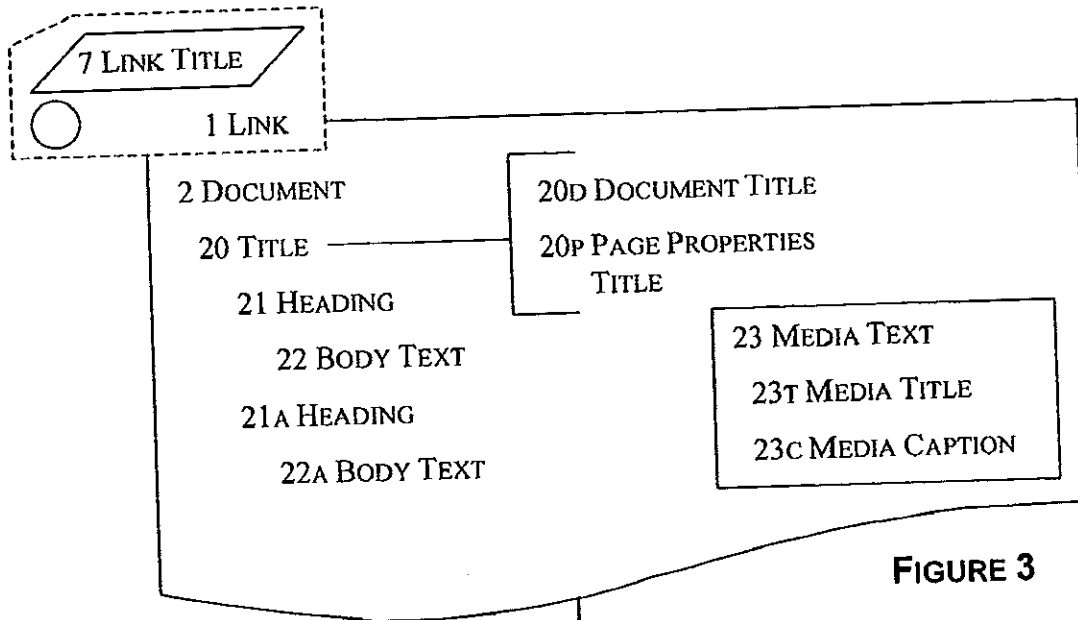 7 LINK TITLE
1 LINK
2 DOCUMENT
20 TITLE
21 HEADING
22 BODY TEXT
21A HEADING
22A BODY TEXT
20D DOCUMENT TITLE
20P PAGE PROPERTIES
TITLE
23 MEDIA TEXT
23T MEDIA TITLE
23C MEDIA CAPTION
FIGURE 3